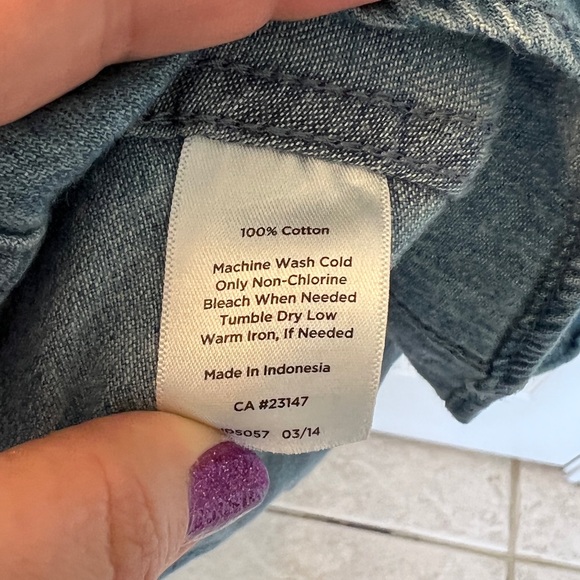 100% Cotton
Machine Wash Cold
Only Non-Chlorine
Bleach When Needed
Tumble Dry Low
Warm Iron, If Needed
Made In Indonesia
CA #23147
03/14